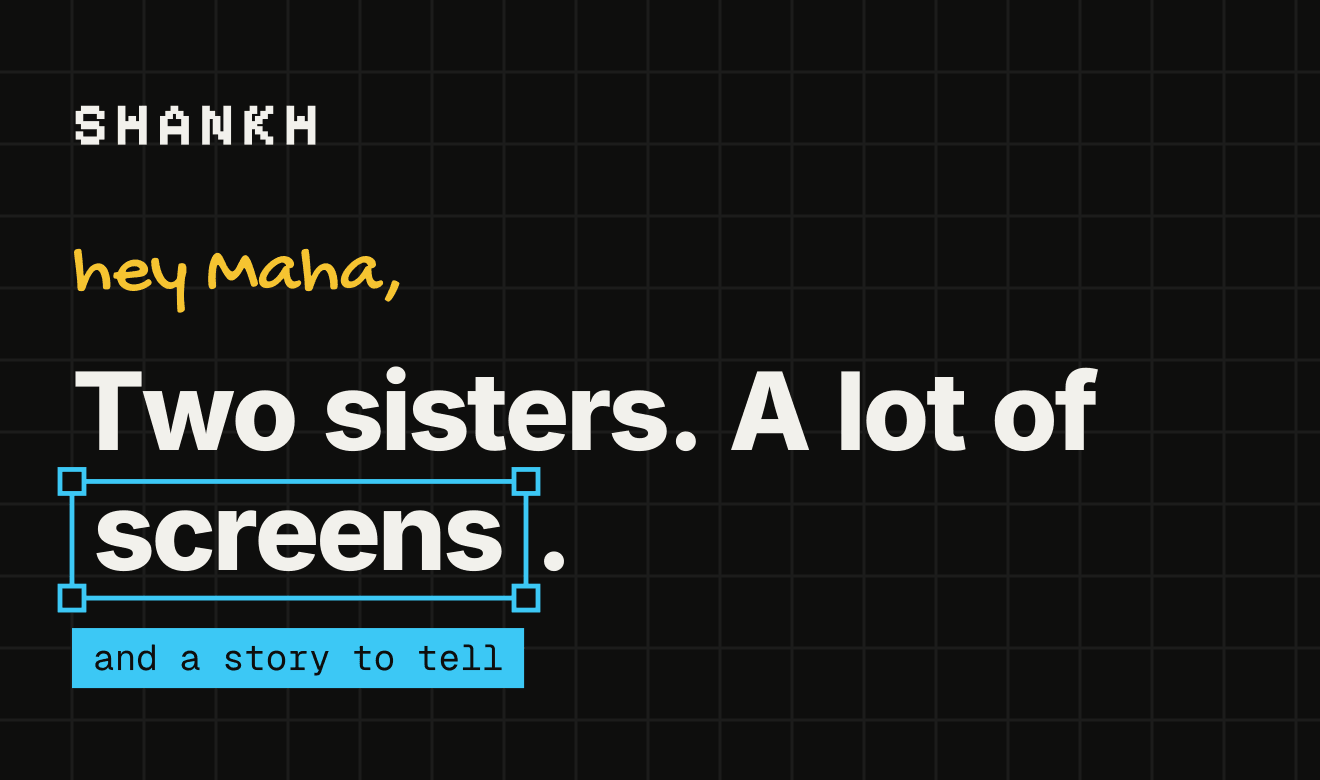 SHANKH
hey Maha,
Two sisters. A lot of
screens.
and a story to tell